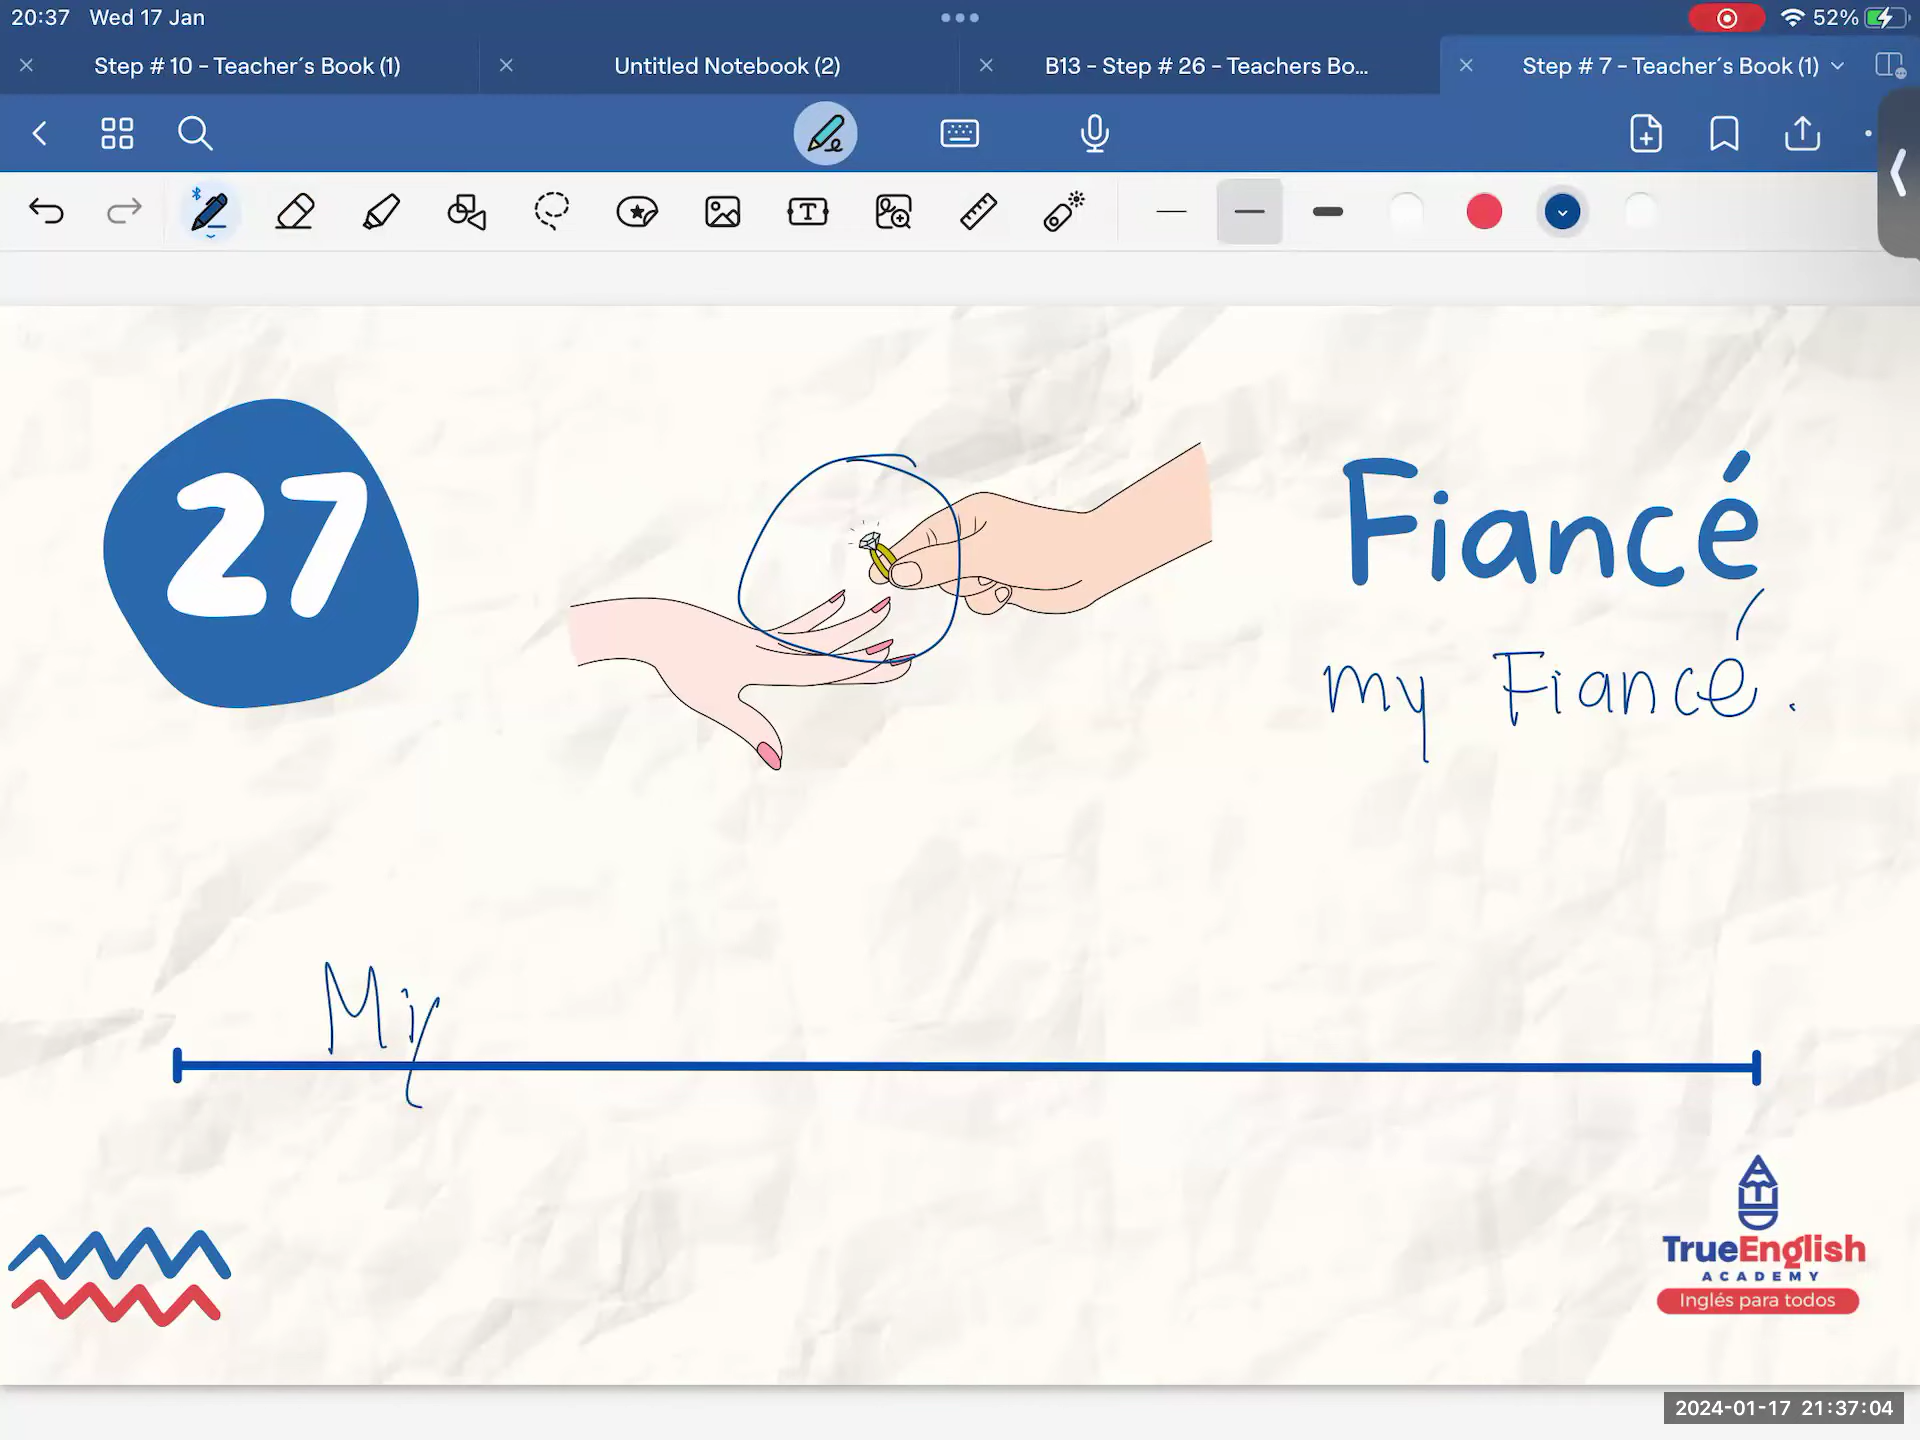 20:37 Wed 17 Jan 52%
Step # 10 - Teacher´s Book (1) Untitled Notebook (2) B13 - Step # 26 - Teachers Bo... Step # 7 - Teacher´s Book (1)
27
Fiancé
my Fiancé.
My
TrueEnglish
ACADEMY
Inglés para todos
2024-01-17 21:37:04